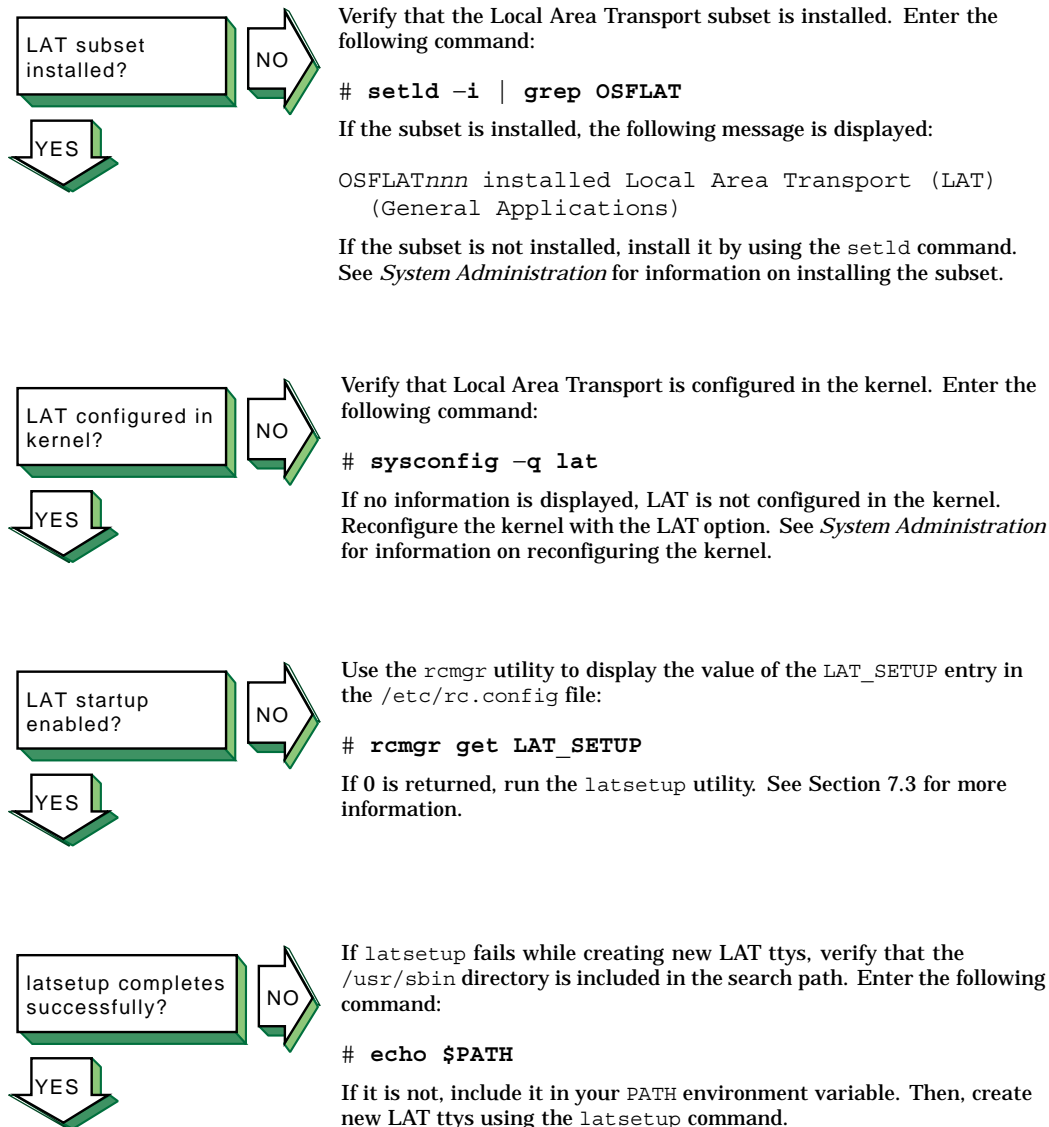 LAT subset
installed?
NO
YES
Verify that the Local Area Transport subset is installed. Enter the
following command:
# setld –i | grep OSFLAT
If the subset is installed, the following message is displayed:
OSFLATnnn installed Local Area Transport (LAT)
(General Applications)
If the subset is not installed, install it by using the setld command.
See System Administration for information on installing the subset.
LAT configured in
kernel?
NO
YES
Verify that Local Area Transport is configured in the kernel. Enter the
following command:
# sysconfig –q lat
If no information is displayed, LAT is not configured in the kernel.
Reconfigure the kernel with the LAT option. See System Administration
for information on reconfiguring the kernel.
LAT startup
enabled?
NO
YES
Use the rcmgr utility to display the value of the LAT_SETUP entry in
the /etc/rc.config file:
# rcmgr get LAT_SETUP
If 0 is returned, run the latsetup utility. See Section 7.3 for more
information.
latsetup completes
successfully?
NO
YES
If latsetup fails while creating new LAT ttys, verify that the
/usr/sbin directory is included in the search path. Enter the following
command:
# echo $PATH
If it is not, include it in your PATH environment variable. Then, create
new LAT ttys using the latsetup command.